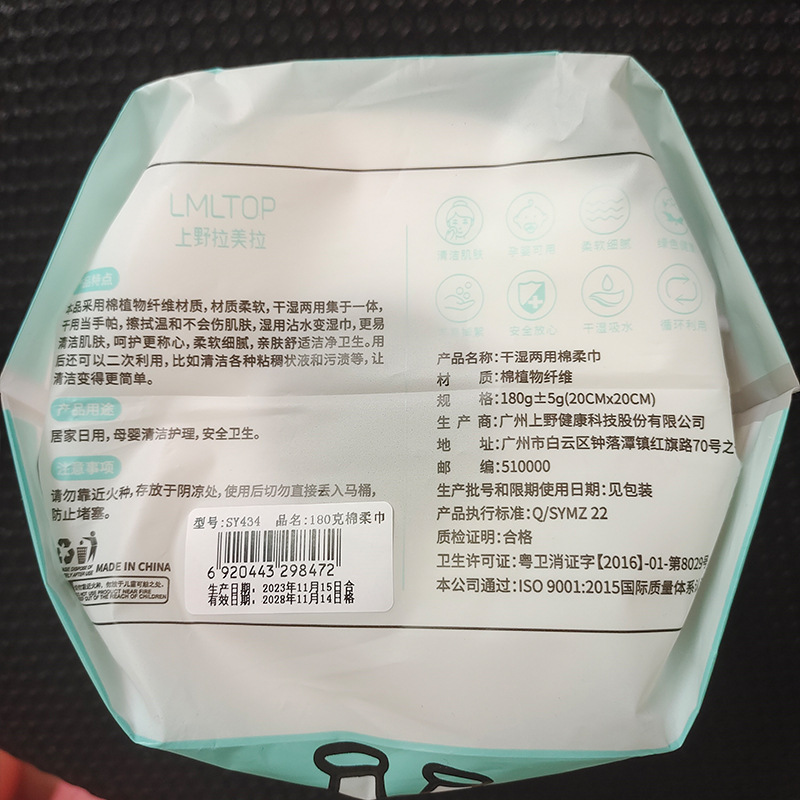 LMLTOP
上野拉美拉
清洁肌肤
孕婴可用
柔软细腻
安全放心
干湿吸水
循环利用
品特点
本品采用棉植物纤维材质,材质柔软,干湿两用集于一体,
干用当手帕,擦拭温和不会伤肌肤,湿用沾水变湿巾,更易
清洁肌肤,呵护更称心,柔软细腻,亲肤舒适洁净卫生。用
后还可以二次利用,比如清洁各种粘稠状液和污渍等,让
清洁变得更简单。
产品用途
居家日用,母婴清洁护理,安全卫生。
注意事项
请勿靠近火种,存放于阴凉处,使用后切勿直接丢入马桶,
防止堵塞。
MADE IN CHINA
型号:SY434 品名:180克棉柔巾
6 920443 298472
生产日期: 2023年11月15日合
有效日期: 2028年11月14日格
产品名称:干湿两用棉柔巾
材 质:棉植物纤维
规 格:180g±5g(20CMx20CM)
生 产 商:广州上野健康科技股份有限公司
地 址:广州市白云区钟落潭镇红旗路70号之
邮 编:510000
生产批号和限期使用日期:见包装
产品执行标准:Q/SYMZ 22
质检证明:合格
卫生许可证:粤卫消证字【2016】-01-第8029号
本公司通过:ISO 9001:2015国际质量体系